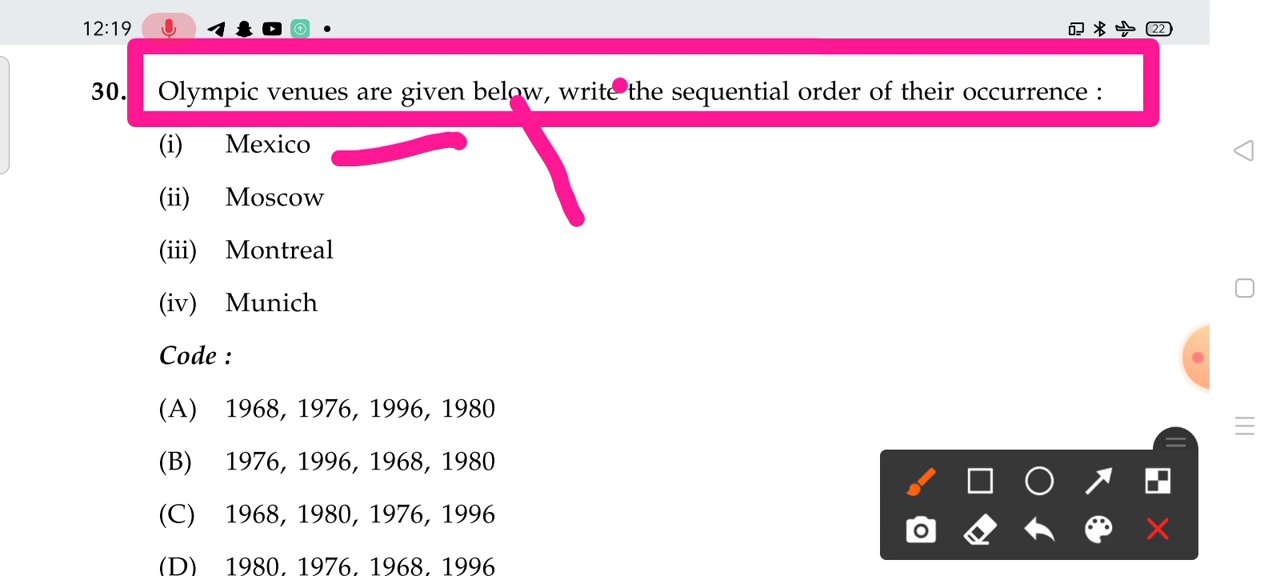 12:19
22
30. Olympic venues are given below, write the sequential order of their occurrence :
(i) Mexico
(ii) Moscow
(iii) Montreal
(iv) Munich
Code :
(A) 1968, 1976, 1996, 1980
(B) 1976, 1996, 1968, 1980
(C) 1968, 1980, 1976, 1996
(D) 1980, 1976, 1968, 1996